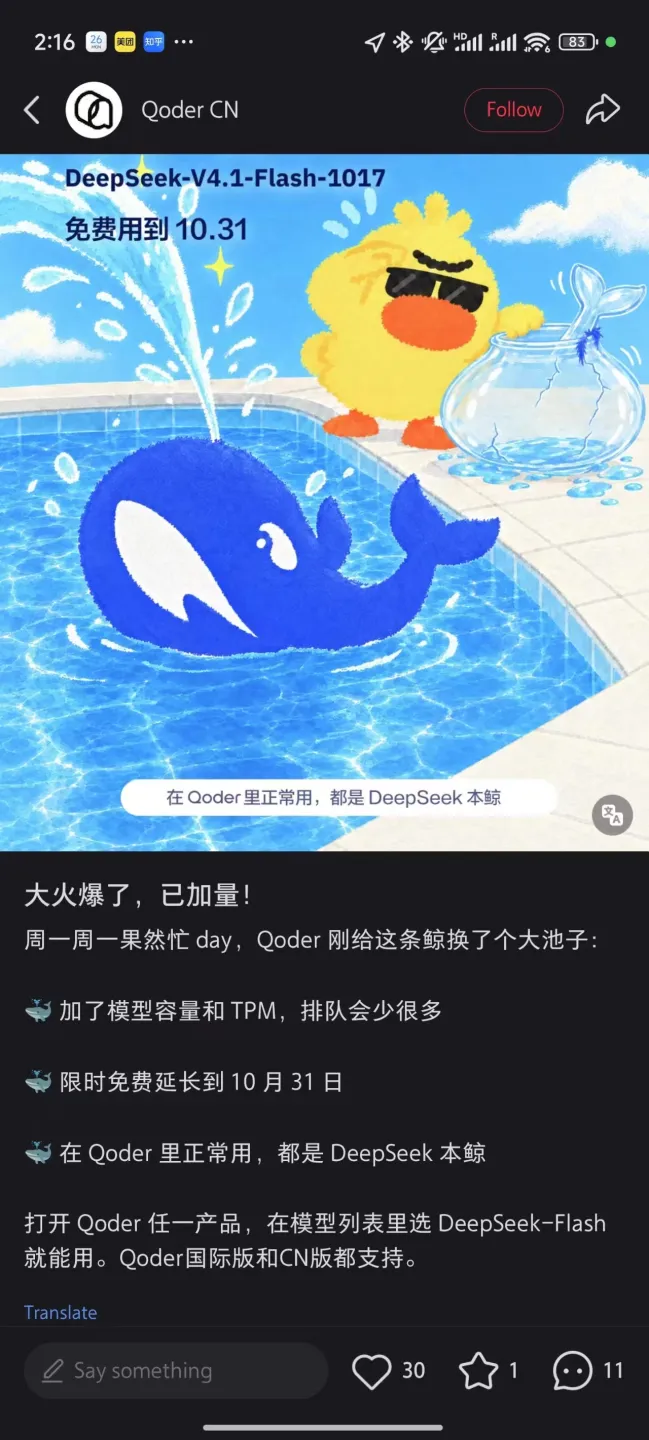 2:16
26
美团
知乎
HD
R
6
83
Qoder CN
Follow
DeepSeek-V4.1-Flash-1017
免费用到 10.31
在 Qoder 里正常用，都是 DeepSeek 本鲸
大火爆了，已加量！
周一周一果然忙 day，Qoder 刚给这条鲸换了个大池子：
🐳 加了模型容量和 TPM，排队会少很多
🐳 限时免费延长到 10 月 31 日
🐳 在 Qoder 里正常用，都是 DeepSeek 本鲸
打开 Qoder 任一产品，在模型列表里选 DeepSeek-Flash
就能用。Qoder国际版和CN版都支持。
Translate
Say something
30
1
11